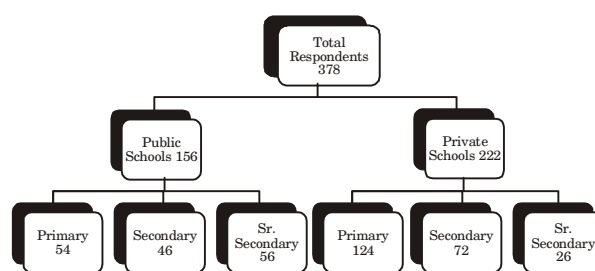 Total
Respondents
378
Public
Schools 156
Private
Schools 222
Primary
54
Secondary
46
Sr.
Secondary
56
Primary
124
Secondary
72
Sr.
Secondary
26